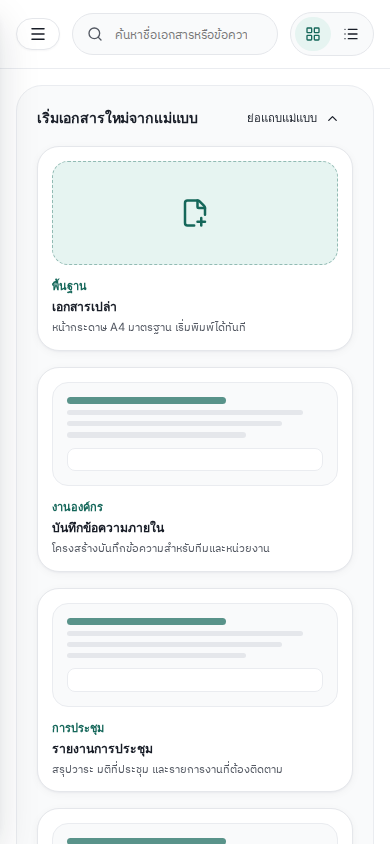 ค้นหาชื่อเอกสารหรือข้อควา
เริ่มเอกสารใหม่จากแม่แบบ
ย่อแถบแม่แบบ
พื้นฐาน
เอกสารเปล่า
หน้ากระดาษ A4 มาตรฐาน เริ่มพิมพ์ได้ทันที
งานองค์กร
บันทึกข้อความภายใน
โครงสร้างบันทึกข้อความสำหรับทีมและหน่วยงาน
การประชุม
รายงานการประชุม
สรุปวาระ มติที่ประชุม และรายการงานที่ต้องติดตาม